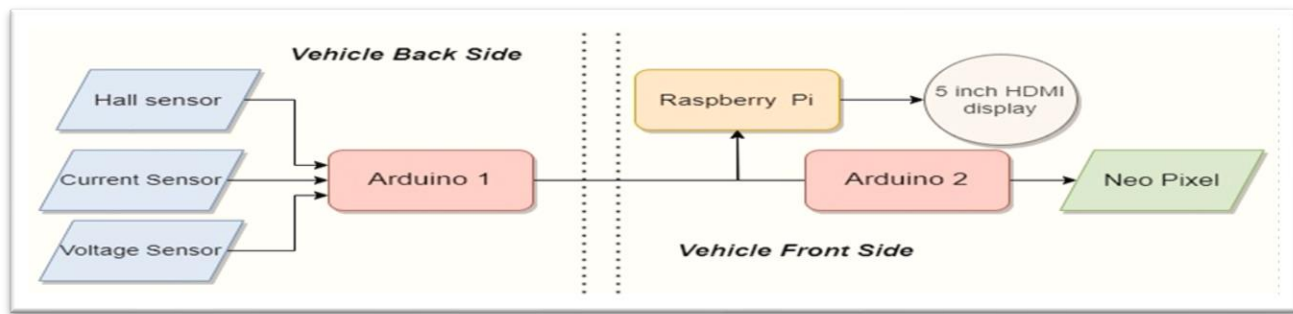 Vehicle Back Side
Hall sensor
Current Sensor
Voltage Sensor
Arduino 1
Raspberry Pi
5 inch HDMI
display
Arduino 2
Neo Pixel
Vehicle Front Side